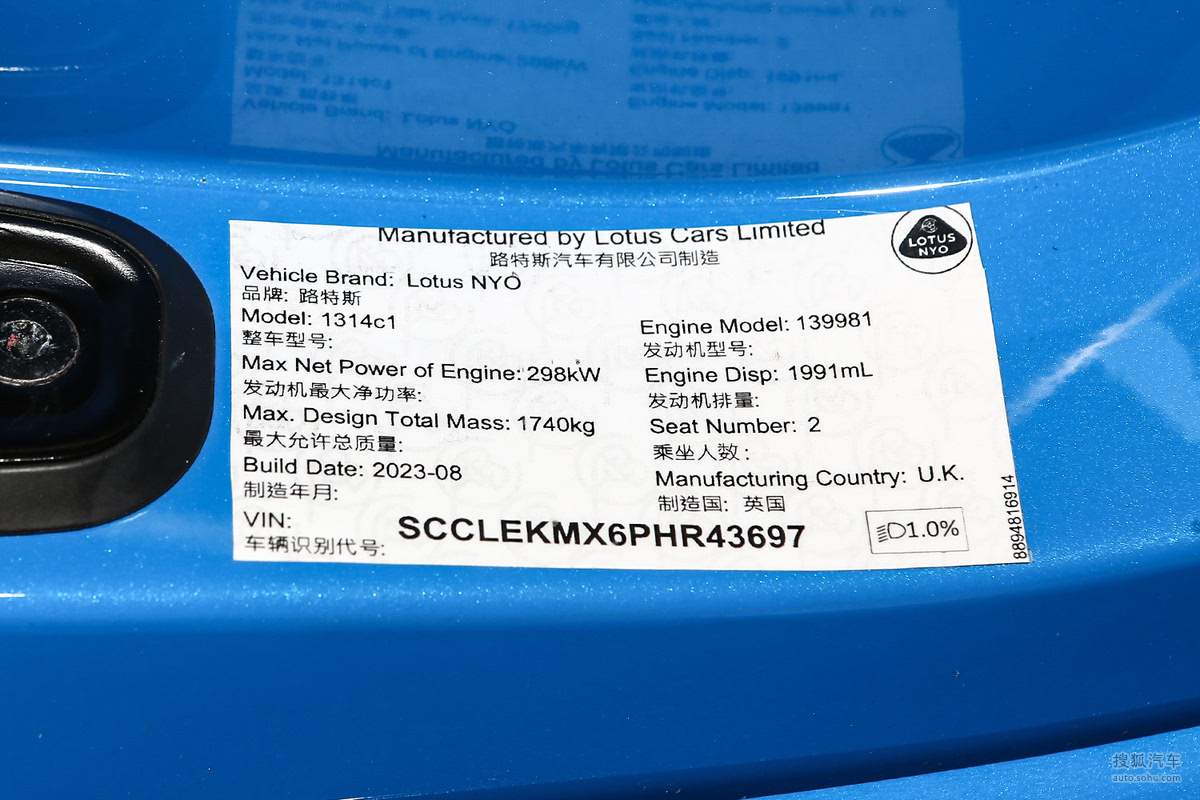 Manufactured by Lotus Cars Limited
路特斯汽车有限公司制造
LOTUS
NYO
Vehicle Brand: Lotus NYO
品牌: 路特斯
Model: 1314c1
整车型号:
Max Net Power of Engine: 298kW
发动机最大净功率:
Max. Design Total Mass: 1740kg
最大允许总质量:
Build Date: 2023-08
制造年月:
Engine Model: 139981
发动机型号:
Engine Disp: 1991mL
发动机排量:
Seat Number: 2
乘坐人数:
Manufacturing Country: U.K.
制造国: 英国
VIN: SCCLEKMX6PHR43697
车辆识别代号:
1.0%
8894816914
搜狐汽车
auto.sohu.com